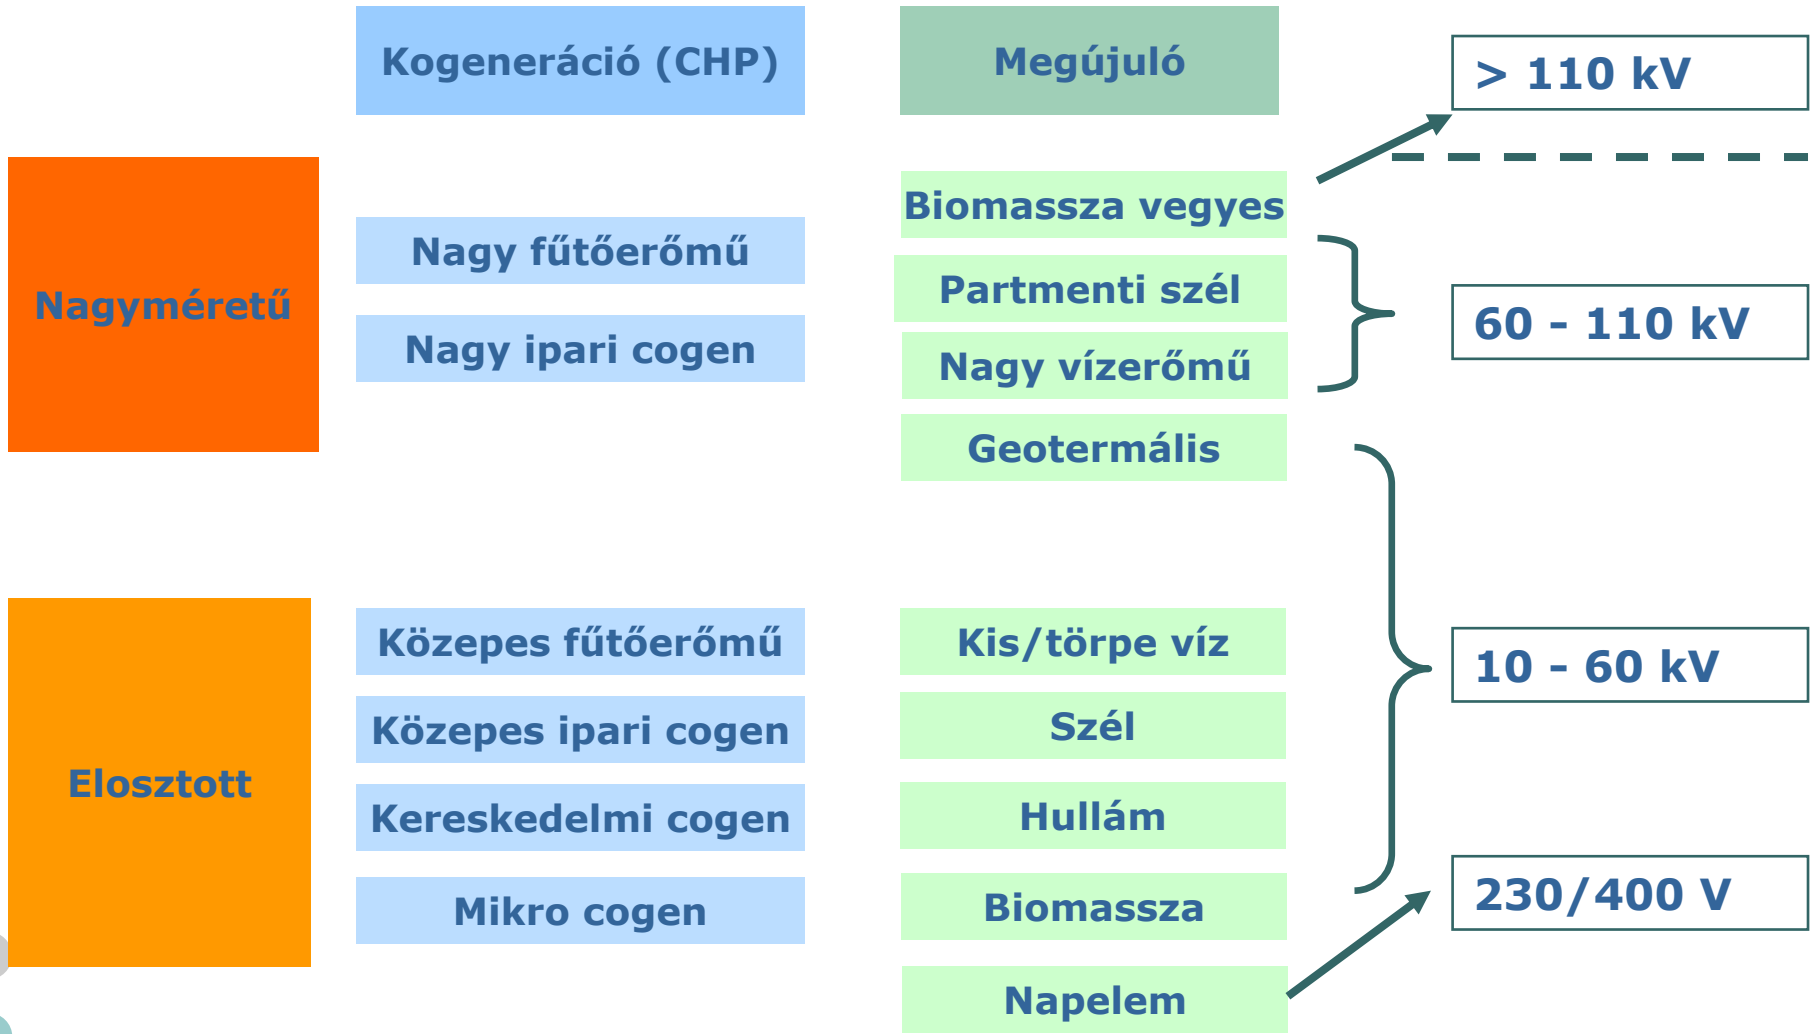 Kogeneráció (CHP)
Megújuló
> 110 kV
Nagyméretű
Nagy fűtőerőmű
Nagy ipari cogen
Biomassza vegyes
Partmenti szél
Nagy vízerőmű
Geotermális
60 - 110 kV
Elosztott
Közepes fűtőerőmű
Közepes ipari cogen
Kereskedelmi cogen
Mikro cogen
Kis/törpe víz
Szél
Hullám
Biomassza
Napelem
10 - 60 kV
230/400 V